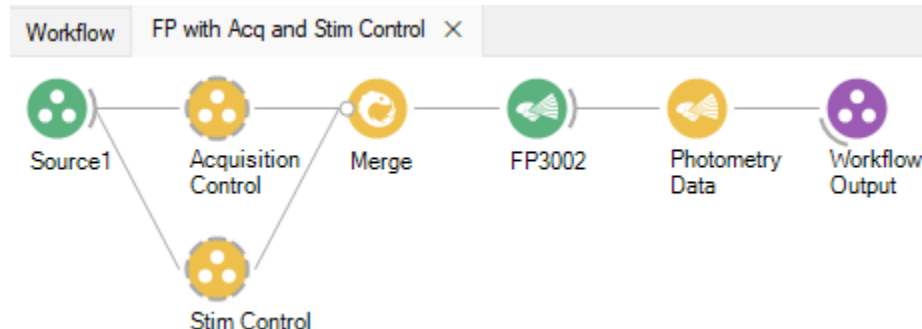 Workflow
FP with Acq and Stim Control
Source1
Acquisition
Control
Merge
FP3002
Photometry
Data
Workflow
Output
Stim Control